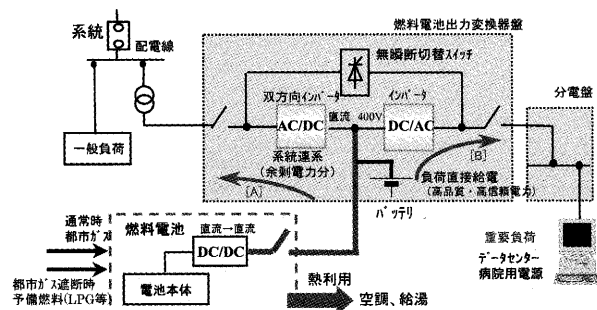 系統
配電線
一般負荷
燃料電池出力変換器盤
無瞬断切替スイッチ
双方向インバータ
AC/DC
直流 400V
インバータ
DC/AC
系統連系
(余剰電力分)
[A]
[B]
負荷直接給電
(高品質・高信頼電力)
バッテリ
分電盤
重要負荷
データセンター
病院用電源
通常時
都市ガス
都市ガス遮断時
予備燃料(LPG等)
燃料電池
直流→直流
DC/DC
電池本体
熱利用
空調、給湯